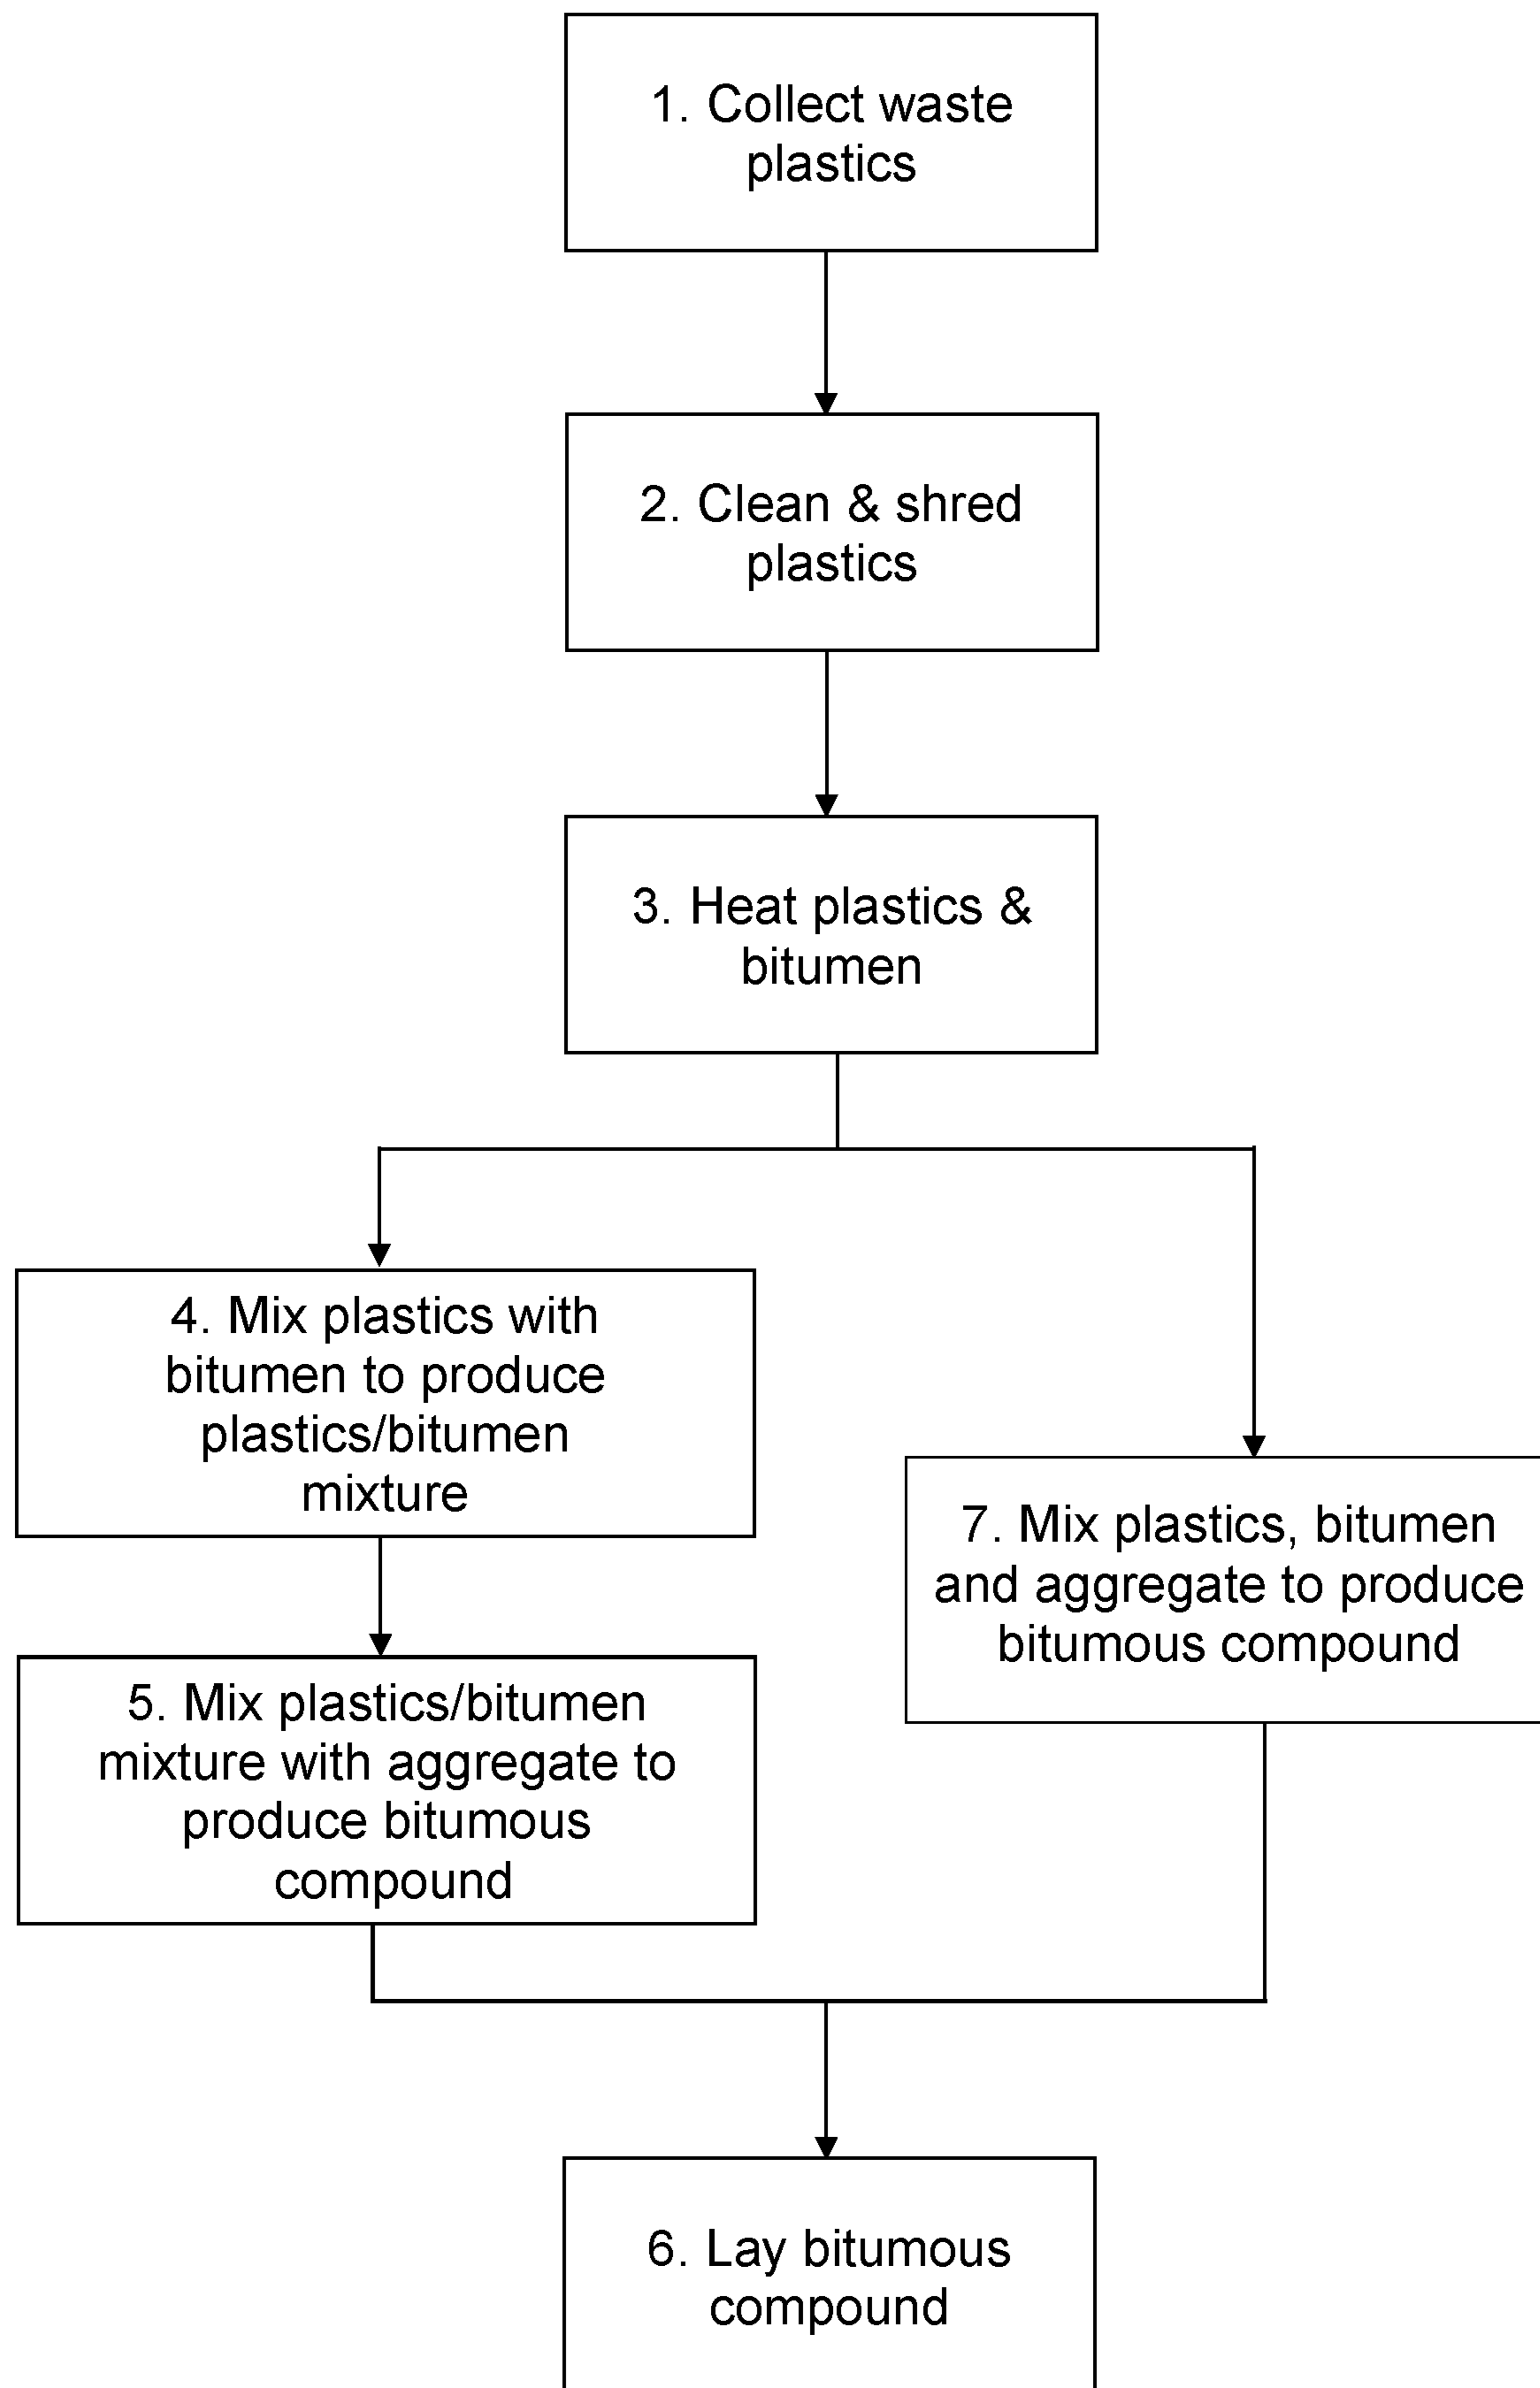 1. Collect waste
plastics
2. Clean & shred
plastics
3. Heat plastics &
bitumen
4. Mix plastics with
bitumen to produce
plastics/bitumen
mixture
5. Mix plastics/bitumen
mixture with aggregate to
produce bitumous
compound
7. Mix plastics, bitumen
and aggregate to produce
bitumous compound
6. Lay bitumous
compound